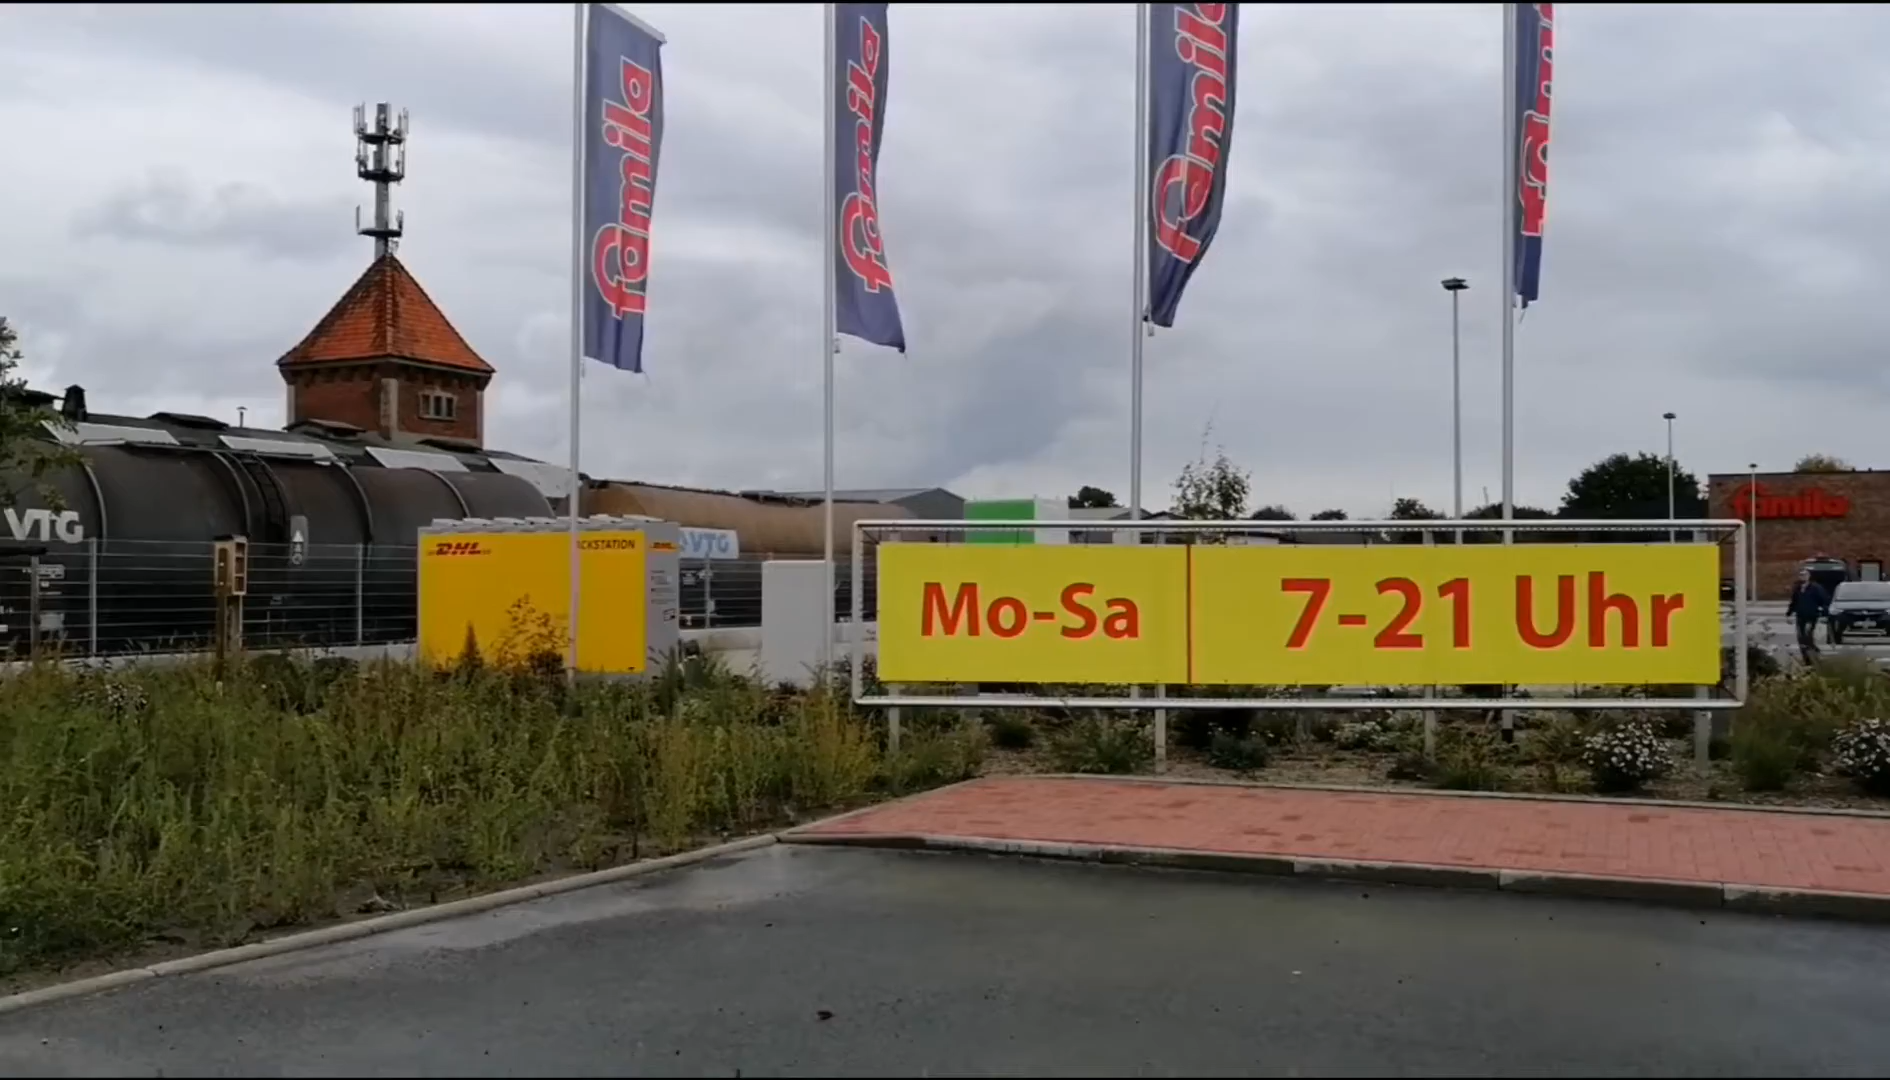 famila
famila
famila
famila
VTG
DHL
ACKSTATION
DHL
VTG
famila
Mo-Sa
7-21 Uhr